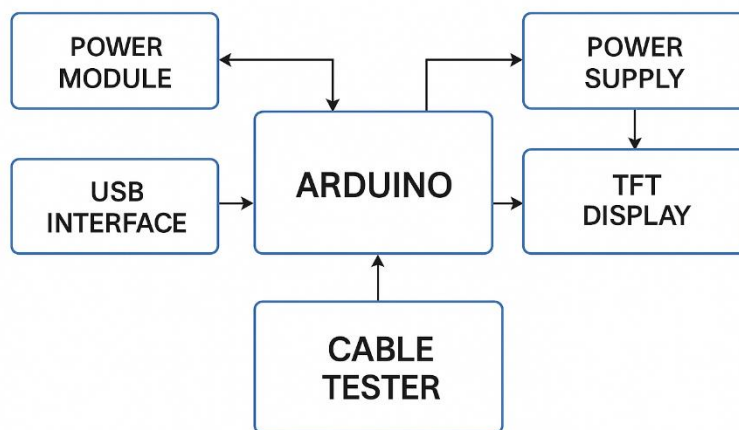 POWER
MODULE
POWER
SUPPLY
USB
INTERFACE
ARDUINO
TFT
DISPLAY
CABLE
TESTER